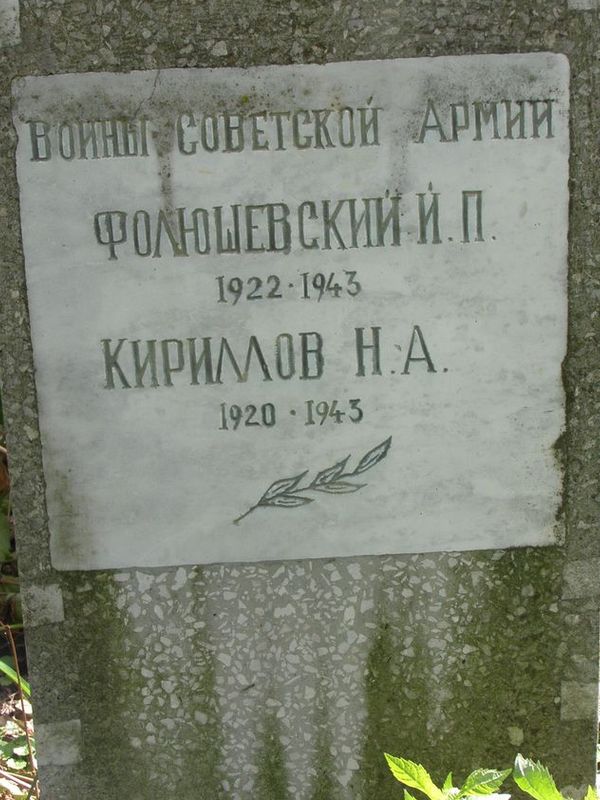 ВОИНЫ СОВЕТСКОЙ АРМИИ
ФОЛЮШЕВСКИЙ Й. П.
1922 · 1943
КИРИЛЛОВ Н. А.
1920 · 1943